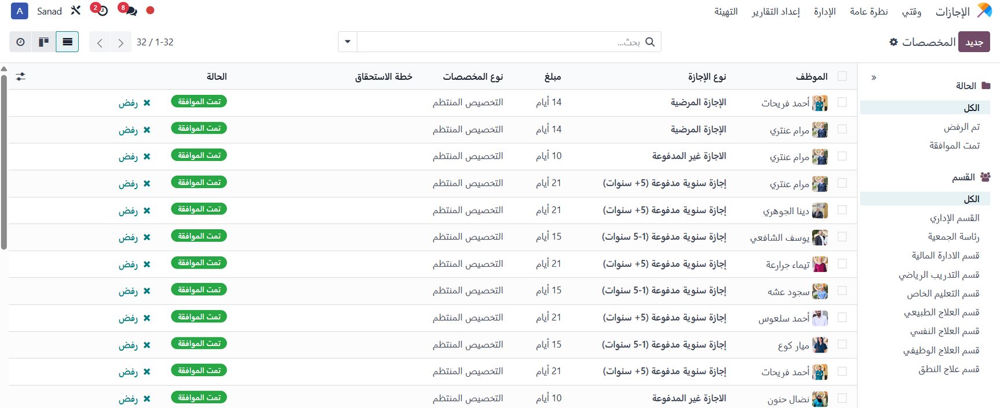 الإجازات وقتي نظرة عامة الإدارة إعداد التقارير التهيئة 8 2 Sanad A
جديد المخصصات بحث... 32 / 1-32
الحالة
الكل
تم الرفض
تمت الموافقة
القسم
الكل
القسم الإداري
رئاسة الجمعية
قسم الادارة المالية
قسم التدريب الرياضي
قسم التعليم الخاص
قسم العلاج الطبيعي
قسم العلاج النفسي
قسم العلاج الوظيفي
قسم علاج النطق
الموظف نوع الإجازة مبلغ نوع المخصصات خطة الاستحقاق الحالة
أحمد فريحات الإجازة المرضية 14 أيام التخصيص المنتظم تمت الموافقة رفض
مرام عنتري الإجازة المرضية 14 أيام التخصيص المنتظم تمت الموافقة رفض
مرام عنتري الاجازة غير المدفوعة 10 أيام التخصيص المنتظم تمت الموافقة رفض
مرام عنتري إجازة سنوية مدفوعة (5+ سنوات) 21 أيام التخصيص المنتظم تمت الموافقة رفض
دينا الجوهري إجازة سنوية مدفوعة (5+ سنوات) 21 أيام التخصيص المنتظم تمت الموافقة رفض
يوسف الشافعي إجازة سنوية مدفوعة (1-5 سنوات) 15 أيام التخصيص المنتظم تمت الموافقة رفض
تيماء جرارعة إجازة سنوية مدفوعة (5+ سنوات) 21 أيام التخصيص المنتظم تمت الموافقة رفض
سجود عشه إجازة سنوية مدفوعة (1-5 سنوات) 15 أيام التخصيص المنتظم تمت الموافقة رفض
أحمد سلعوس إجازة سنوية مدفوعة (5+ سنوات) 21 أيام التخصيص المنتظم تمت الموافقة رفض
ميار كوع إجازة سنوية مدفوعة (1-5 سنوات) 15 أيام التخصيص المنتظم تمت الموافقة رفض
أحمد فريحات إجازة سنوية مدفوعة (5+ سنوات) 21 أيام التخصيص المنتظم تمت الموافقة رفض
نضال حنون الاجازة غير المدفوعة 10 أيام التخصيص المنتظم تمت الموافقة رفض